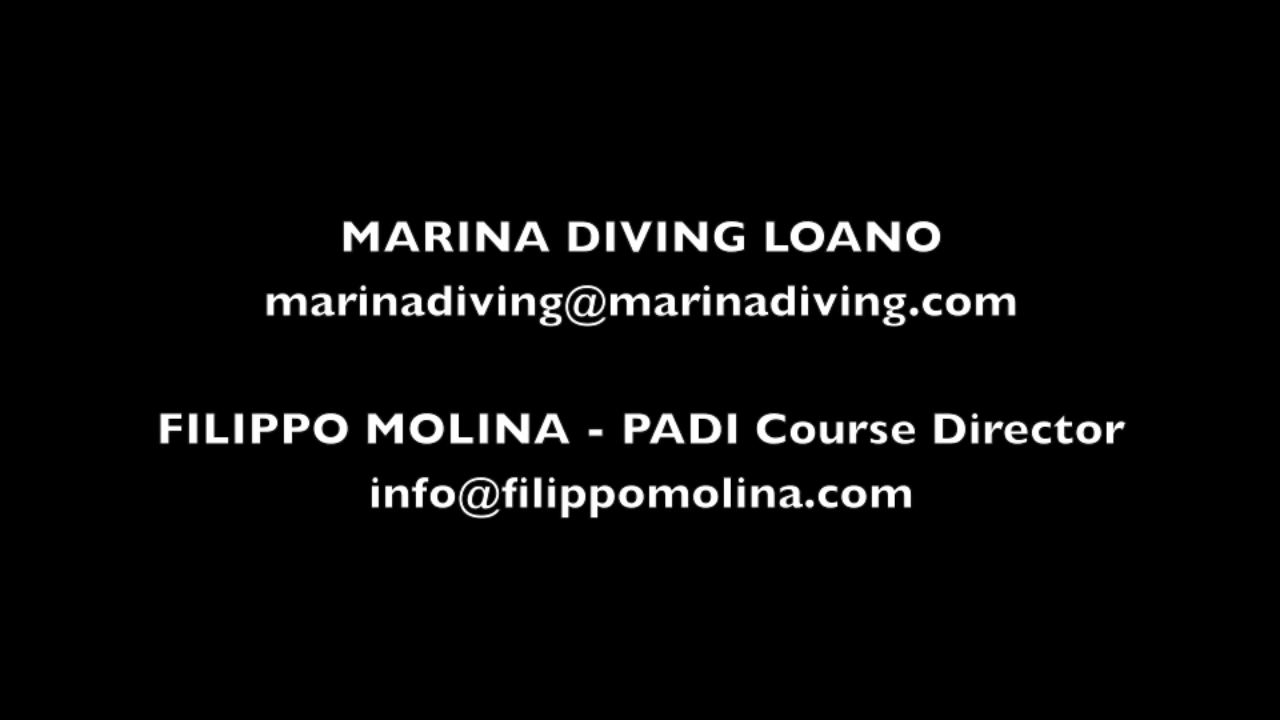 MARINA DIVING LOANO
marinadiving@marinadiving.com
FILIPPO MOLINA - PADI Course Director
info@filippomolina.com